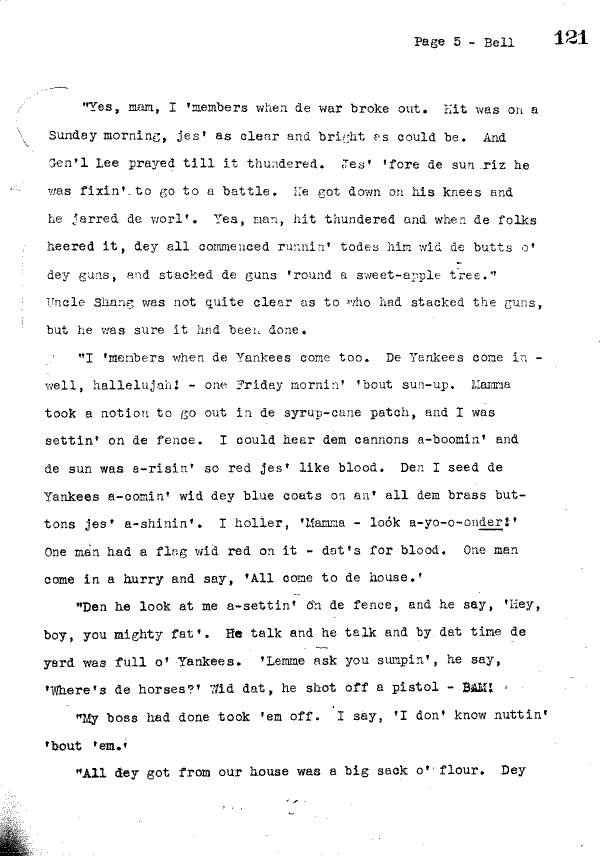 Page 5 - Bell 121
"Yes, mam, I 'members when de war broke out. Hit was on a
Sunday morning, jes' as clear and bright as could be. And
Gen'l Lee prayed till it thundered. Jes' 'fore de sun riz he
was fixin' to go to a battle. He got down on his knees and
he jarred de worl'. Yes, man, hit thundered and when de folks
heered it, dey all commenced runnin' todes him wid de butts o'
dey guns, and stacked de guns 'round a sweet-apple tree."
Uncle Shang was not quite clear as to who had stacked the guns,
but he was sure it had been done.
"I 'members when de Yankees come too. De Yankees come in -
well, hallelujah! - one Friday mornin' 'bout sun-up. Mamma
took a notion to go out in de syrup-cane patch, and I was
settin' on de fence. I could hear dem cannons a-boomin' and
de sun was a-risin' so red jes' like blood. Den I seed de
Yankees a-comin' wid dey blue coats on an' all dem brass but-
tons jes' a-shinin'. I holler, 'Mamma - look a-yo-o-onder!'
One man had a flag wid red on it - dat's for blood. One man
come in a hurry and say, 'All come to de house.'
"Den he look at me a-settin' on de fence, and he say, 'Hey,
boy, you mighty fat'. He talk and he talk and by dat time de
yard was full o' Yankees. 'Lemme ask you sumpin', he say,
'Where's de horses?' Wid dat, he shot off a pistol - BAM!
"My boss had done took 'em off. I say, 'I don' know nuttin'
'bout 'em.'
"All dey got from our house was a big sack o' flour. Dey